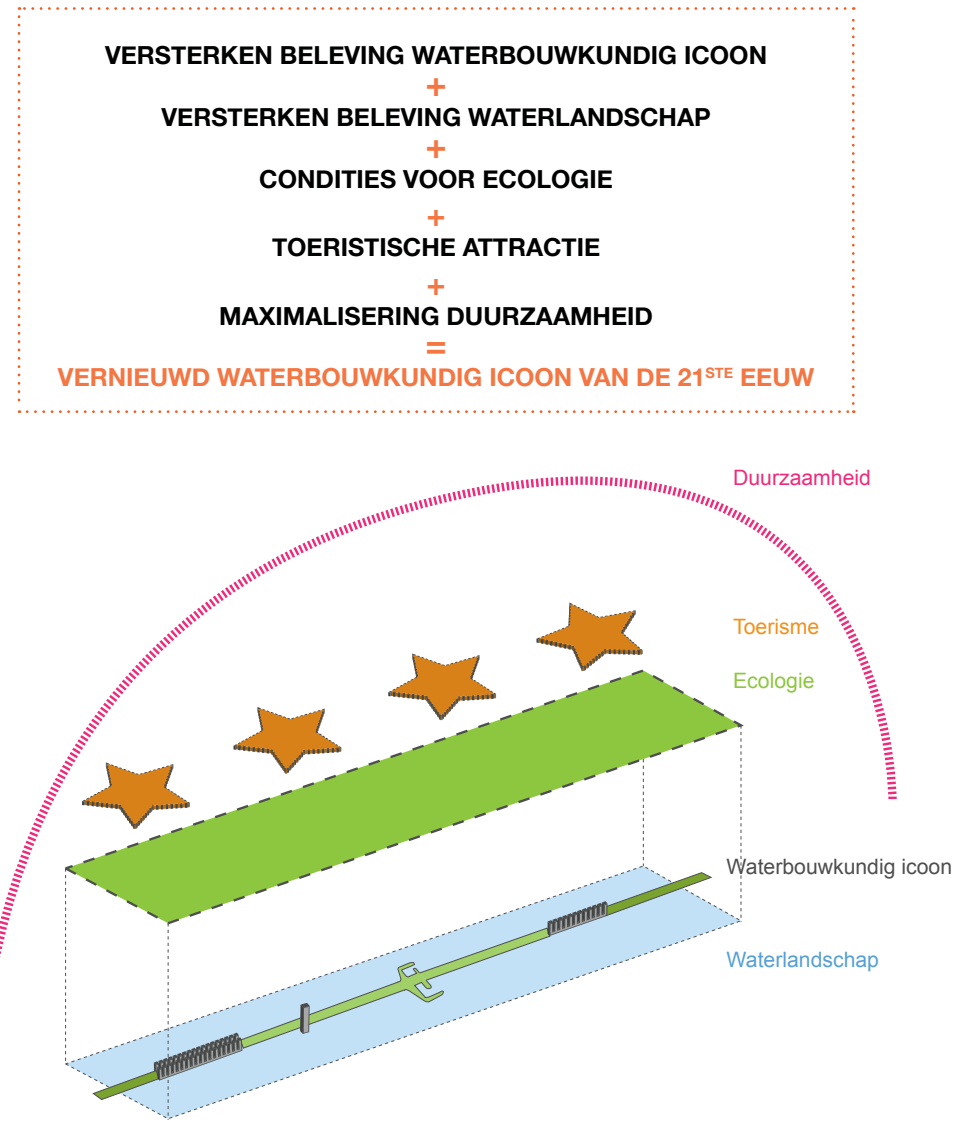 VERSTERKEN BELEVING WATERBOUWKUNDIG ICOON
+
VERSTERKEN BELEVING WATERLANDSCHAP
+
CONDITIES VOOR ECOLOGIE
+
TOERISTISCHE ATTRACTIE
+
MAXIMALISERING DUURZAAMHEID
=
VERNIEUWD WATERBOUWKUNDIG ICOON VAN DE 21STE EEUW
Duurzaamheid
Toerisme
Ecologie
Waterbouwkundig icoon
Waterlandschap